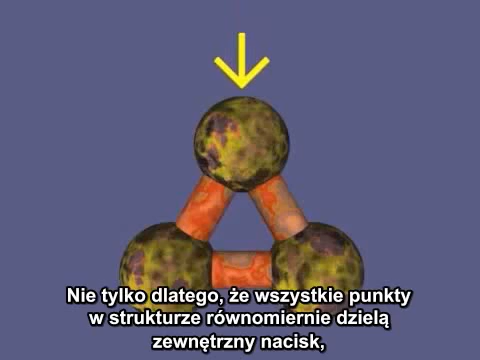 Nie tylko dlatego, że wszystkie punkty
w strukturze równomiernie dzielą
zewnętrzny nacisk,